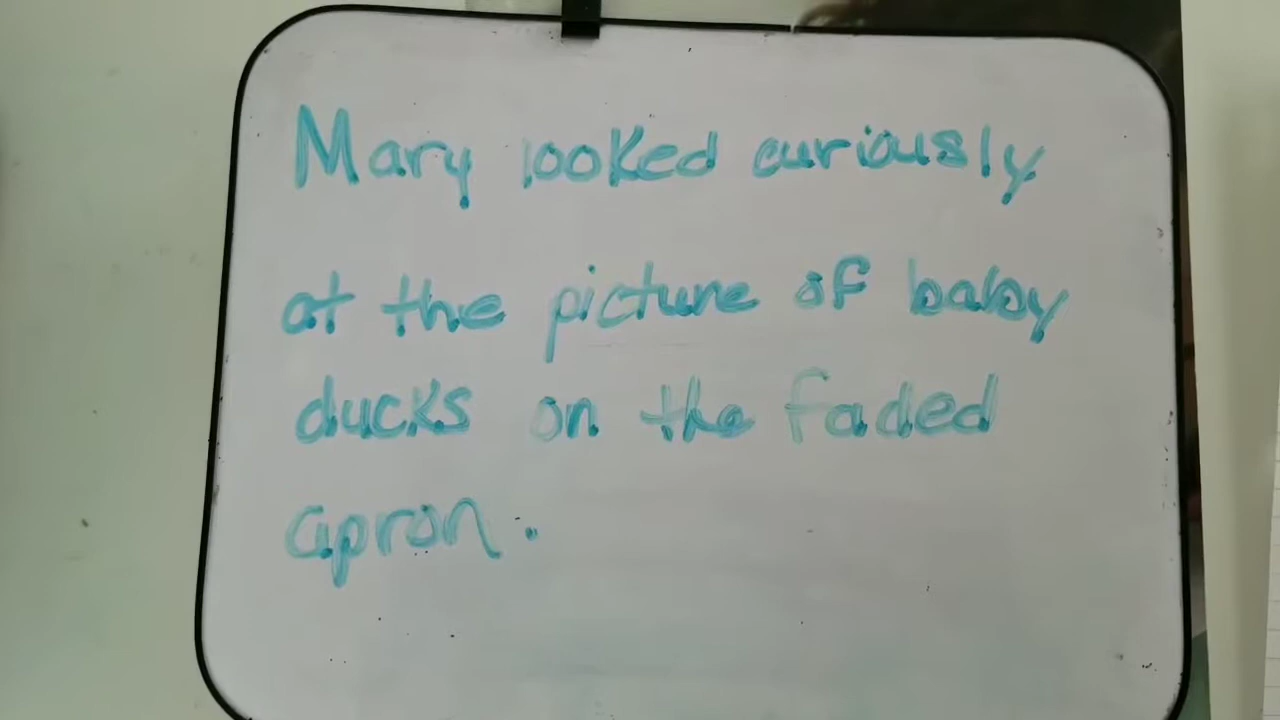 Mary looked curiously
at the picture of baby
ducks on the faded
apron.